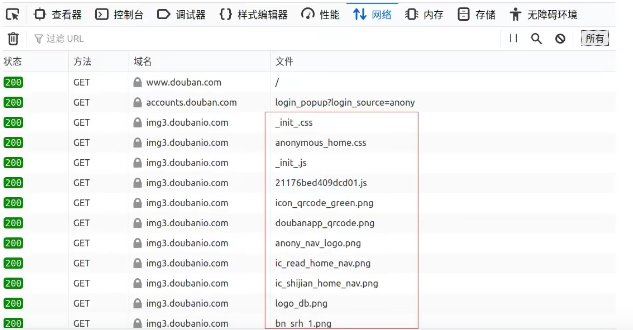 查看器 控制台 调试器 样式编辑器 性能 网络 内存 存储 无障碍环境
过滤 URL 所有
状态 方法 域名 文件
200 GET www.douban.com /
200 GET accounts.douban.com login_popup?login_source=anony
200 GET img3.doubanio.com _init_.css
200 GET img3.doubanio.com anonymous_home.css
200 GET img3.doubanio.com _init_.js
200 GET img3.doubanio.com 21176bed409dcd01.js
200 GET img3.doubanio.com icon_qrcode_green.png
200 GET img3.doubanio.com doubanapp_qrcode.png
200 GET img3.doubanio.com anony_nav_logo.png
200 GET img3.doubanio.com ic_read_home_nav.png
200 GET img3.doubanio.com ic_shijian_home_nav.png
200 GET img3.doubanio.com logo_db.png
200 GET img3.doubanio.com bn_srh_1.png